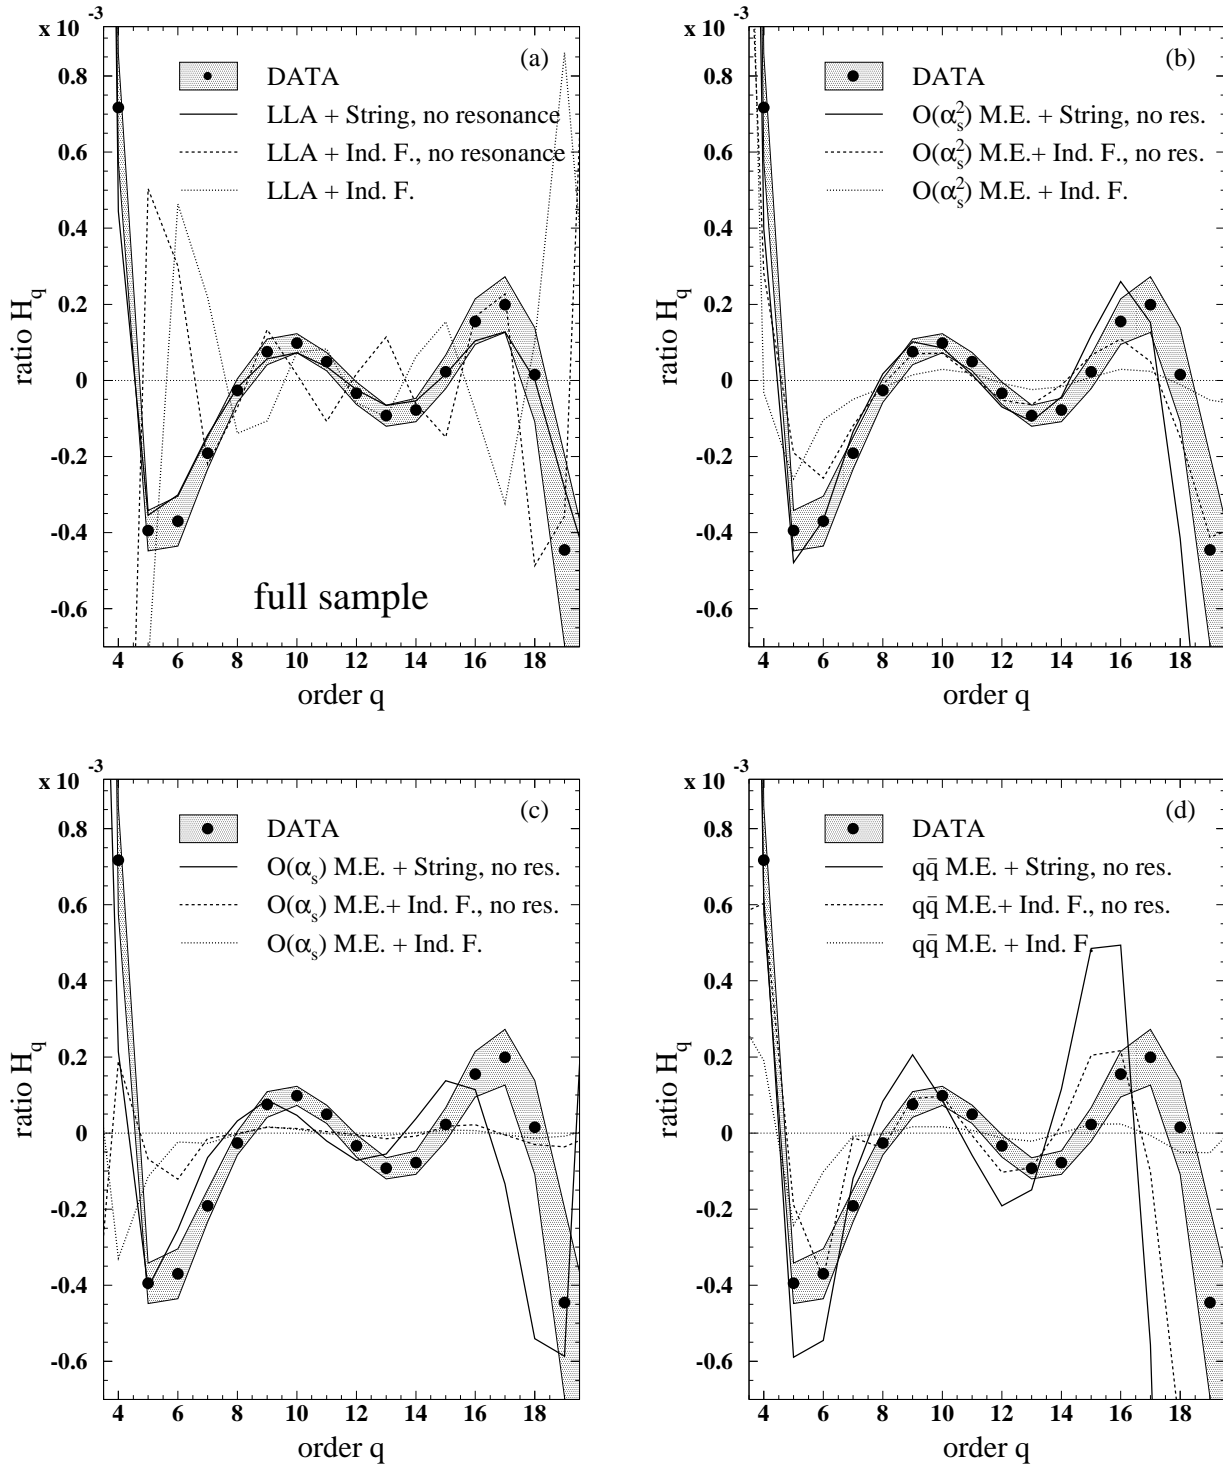 x 10 -3
(a)
DATA
LLA + String, no resonance
LLA + Ind. F., no resonance
LLA + Ind. F.
0.8
0.6
0.4
0.2
0
-0.2
-0.4
-0.6
ratio H_q
full sample
4 6 8 10 12 14 16 18
order q
x 10 -3
(b)
DATA
O(α_s^2) M.E. + String, no res.
O(α_s^2) M.E.+ Ind. F., no res.
O(α_s^2) M.E. + Ind. F.
0.8
0.6
0.4
0.2
0
-0.2
-0.4
-0.6
ratio H_q
4 6 8 10 12 14 16 18
order q
x 10 -3
(c)
DATA
O(α_s) M.E. + String, no res.
O(α_s) M.E.+ Ind. F., no res.
O(α_s) M.E. + Ind. F.
0.8
0.6
0.4
0.2
0
-0.2
-0.4
-0.6
ratio H_q
4 6 8 10 12 14 16 18
order q
x 10 -3
(d)
DATA
qq̄ M.E. + String, no res.
qq̄ M.E.+ Ind. F., no res.
qq̄ M.E. + Ind. F.
0.8
0.6
0.4
0.2
0
-0.2
-0.4
-0.6
ratio H_q
4 6 8 10 12 14 16 18
order q